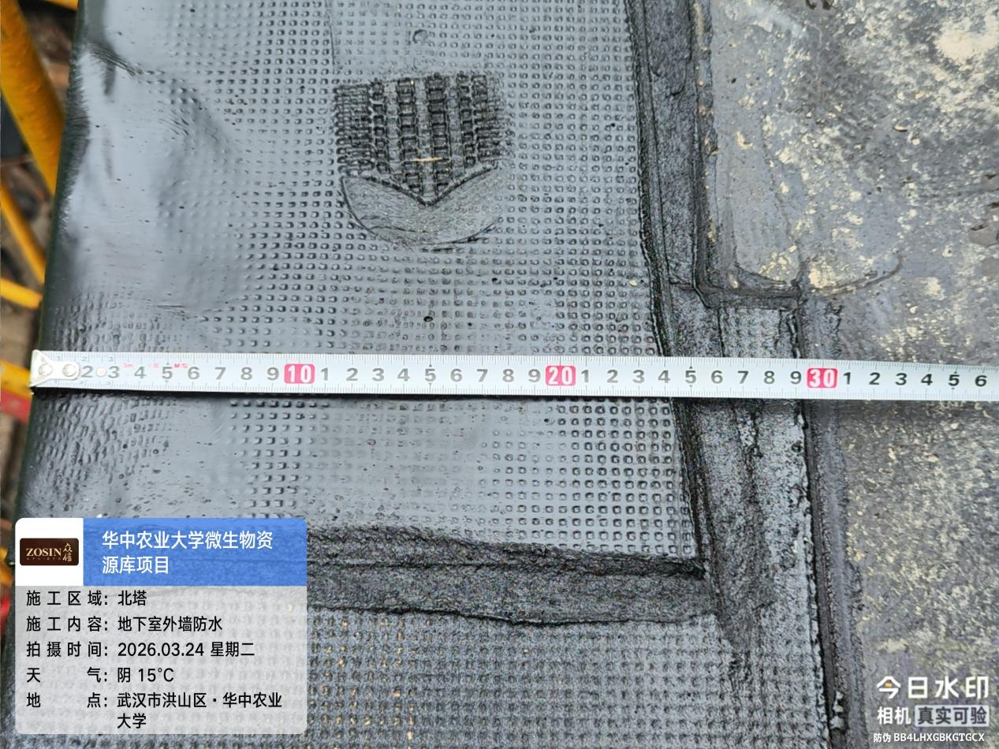 1 2 3
2 3 4 5 6 7 8 9 10 1 2 3 4 5 6 7 8 9 20 1 2 3 4 5 6 7 8 9 30 1 2 3 4 5 6
3m
ZOSIN 众信
华中农业大学微生物资
源库项目
施工区域：北塔
施工内容：地下室外墙防水
拍摄时间：2026.03.24 星期二
天气：阴 15℃
地点：武汉市洪山区·华中农业
大学
今日水印
相机 真实可验
防伪 BB4LHXGBKGTGCX